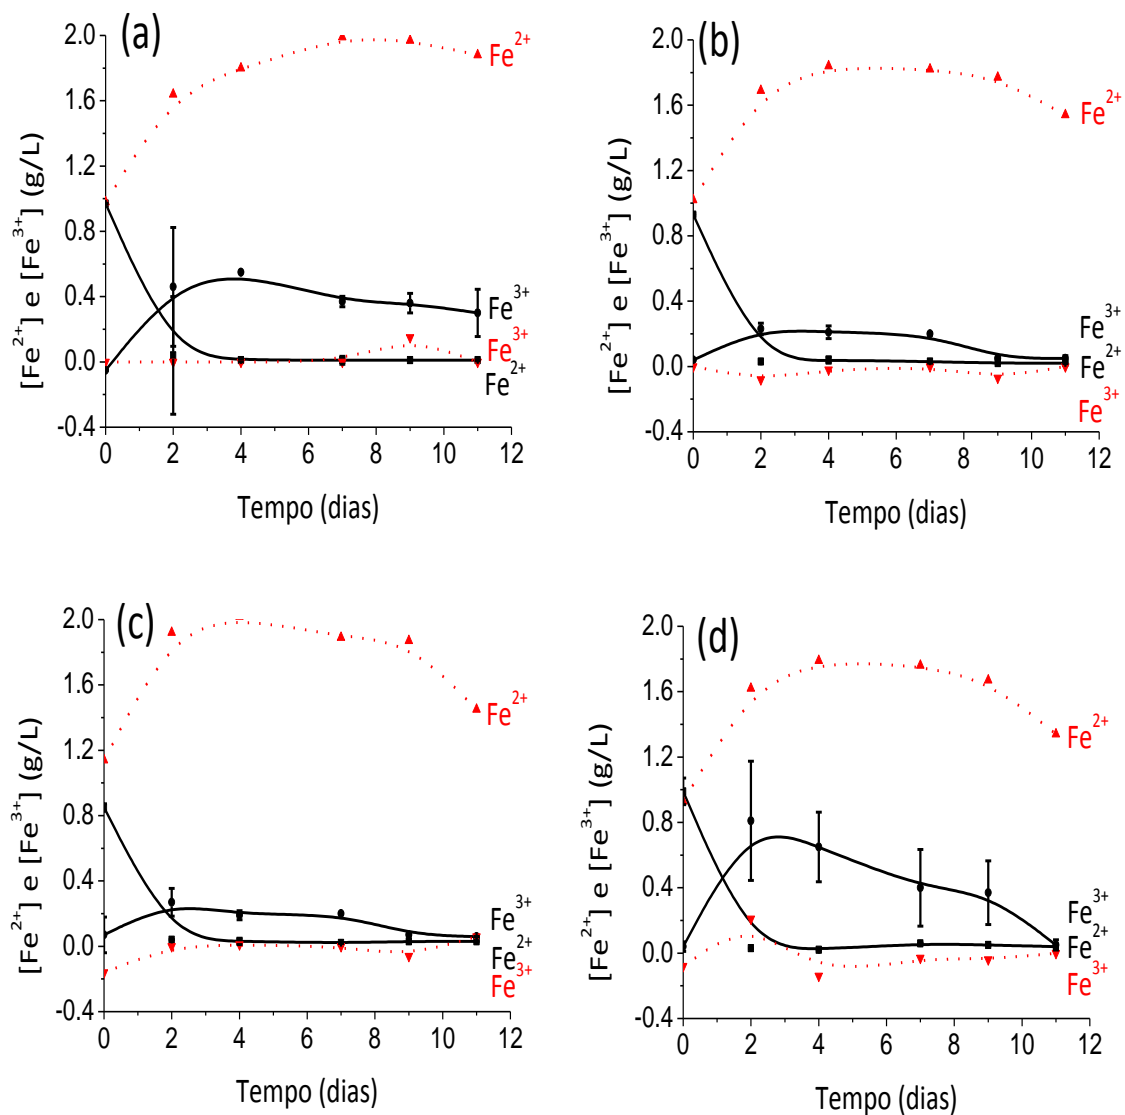 (a)
2.0
1.6
1.2
0.8
0.4
0.0
-0.4
[Fe²⁺] e [Fe³⁺] (g/L)
Fe²⁺
Fe³⁺
Fe³⁺
Fe²⁺
0 2 4 6 8 10 12
Tempo (dias)
(b)
2.0
1.6
1.2
0.8
0.4
0.0
-0.4
[Fe²⁺] e [Fe³⁺] (g/L)
Fe²⁺
Fe³⁺
Fe²⁺
Fe³⁺
0 2 4 6 8 10 12
Tempo (dias)
(c)
2.0
1.6
1.2
0.8
0.4
0.0
-0.4
[Fe²⁺] e [Fe³⁺] (g/L)
Fe²⁺
Fe³⁺
Fe²⁺
Fe³⁺
0 2 4 6 8 10 12
Tempo (dias)
(d)
2.0
1.6
1.2
0.8
0.4
0.0
-0.4
[Fe²⁺] e [Fe³⁺] (g/L)
Fe²⁺
Fe³⁺
Fe²⁺
Fe³⁺
0 2 4 6 8 10 12
Tempo (dias)